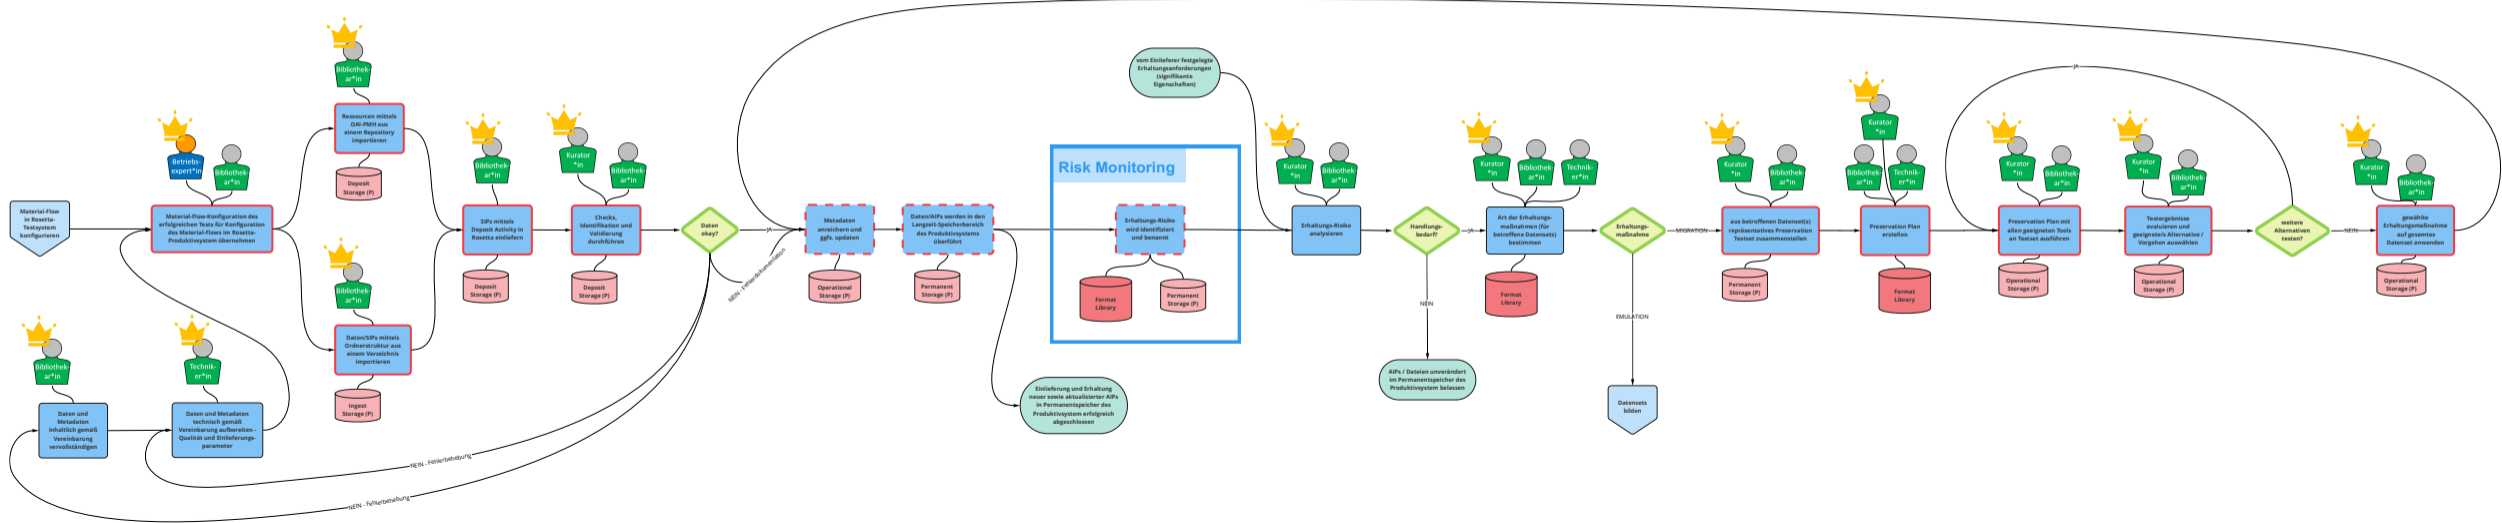 Material-Flow
in Rosetta-
Testsystem
konfigurieren
Betriebs-
expert*in
Bibliothek-
ar*in
Material-Flow-Konfiguration des
erfolgreichen Tests für Konfiguration
des Material-Flows im Rosetta-
Produktivsystem übernehmen
Bibliothek-
ar*in
Daten und
Metadaten
inhaltlich gemäß
Vereinbarung
vervollständigen
Technik-
er*in
Daten und Metadaten
technisch gemäß
Vereinbarung aufbereiten -
Qualität und Einlieferungs-
parameter
Bibliothek-
ar*in
Ressourcen mittels
OAI-PMH aus
einem Repository
importieren
Deposit
Storage (P)
Bibliothek-
ar*in
Daten/SIPs mittels
Ordnerstruktur aus
einem Verzeichnis
importieren
Ingest
Storage (P)
Bibliothek-
ar*in
SIPs mittels
Deposit Activity in
Rosetta einliefern
Deposit
Storage (P)
Kurator
*in
Bibliothek-
ar*in
Checks,
Identifikation und
Validierung
durchführen
Deposit
Storage (P)
Daten
okay?
JA
NEIN - Fehlerdokumentation
NEIN - Fehlerbehebung
NEIN - Fehlerbehebung
Metadaten
anreichern und
ggfs. updaten
Operational
Storage (P)
Daten/AIPs werden in den
Langzeit-Speicherbereich
des Produktivsystems
überführt
Permanent
Storage (P)
Einlieferung und Erhaltung
neuer sowie aktualisierter AIPs
in Permanentspeicher des
Produktivsystem erfolgreich
abgeschlossen
Risk Monitoring
Erhaltungs-Risiko
wird identifiziert
und benannt
Format
Library
Permanent
Storage (P)
vom Einlieferer festgelegte
Erhaltungsanforderungen
(signifikante
Eigenschaften)
Kurator
*in
Bibliothek-
ar*in
Erhaltungs-Risiko
analysieren
Handlungs-
bedarf?
JA
NEIN
AIPs / Dateien unverändert
im Permanentspeicher des
Produktivsystem belassen
Kurator
*in
Bibliothek-
ar*in
Technik-
er*in
Art der Erhaltungs-
maßnahmen (für
betroffene Datensets)
bestimmen
Format
Library
Erhaltungs-
maßnahme
MIGRATION
EMULATION
Datensets
bilden
Kurator
*in
Bibliothek-
ar*in
aus betroffenen Datenset(s)
repräsentatives Preservation
Testset zusammenstellen
Permanent
Storage (P)
Kurator
*in
Bibliothek-
ar*in
Technik-
er*in
Preservation Plan
erstellen
Format
Library
JA
Kurator
*in
Bibliothek-
ar*in
Preservation Plan mit
allen geeigneten Tools
an Testset ausführen
Operational
Storage (P)
Kurator
*in
Bibliothek-
ar*in
Testergebnisse
evaluieren und
geeignete/s Alternative /
Vorgehen auswählen
Operational
Storage (P)
weitere
Alternativen
testen?
NEIN
Kurator
*in
Bibliothek-
ar*in
gewählte
Erhaltungsmaßnahme
auf gesamtes
Datenset anwenden
Operational
Storage (P)